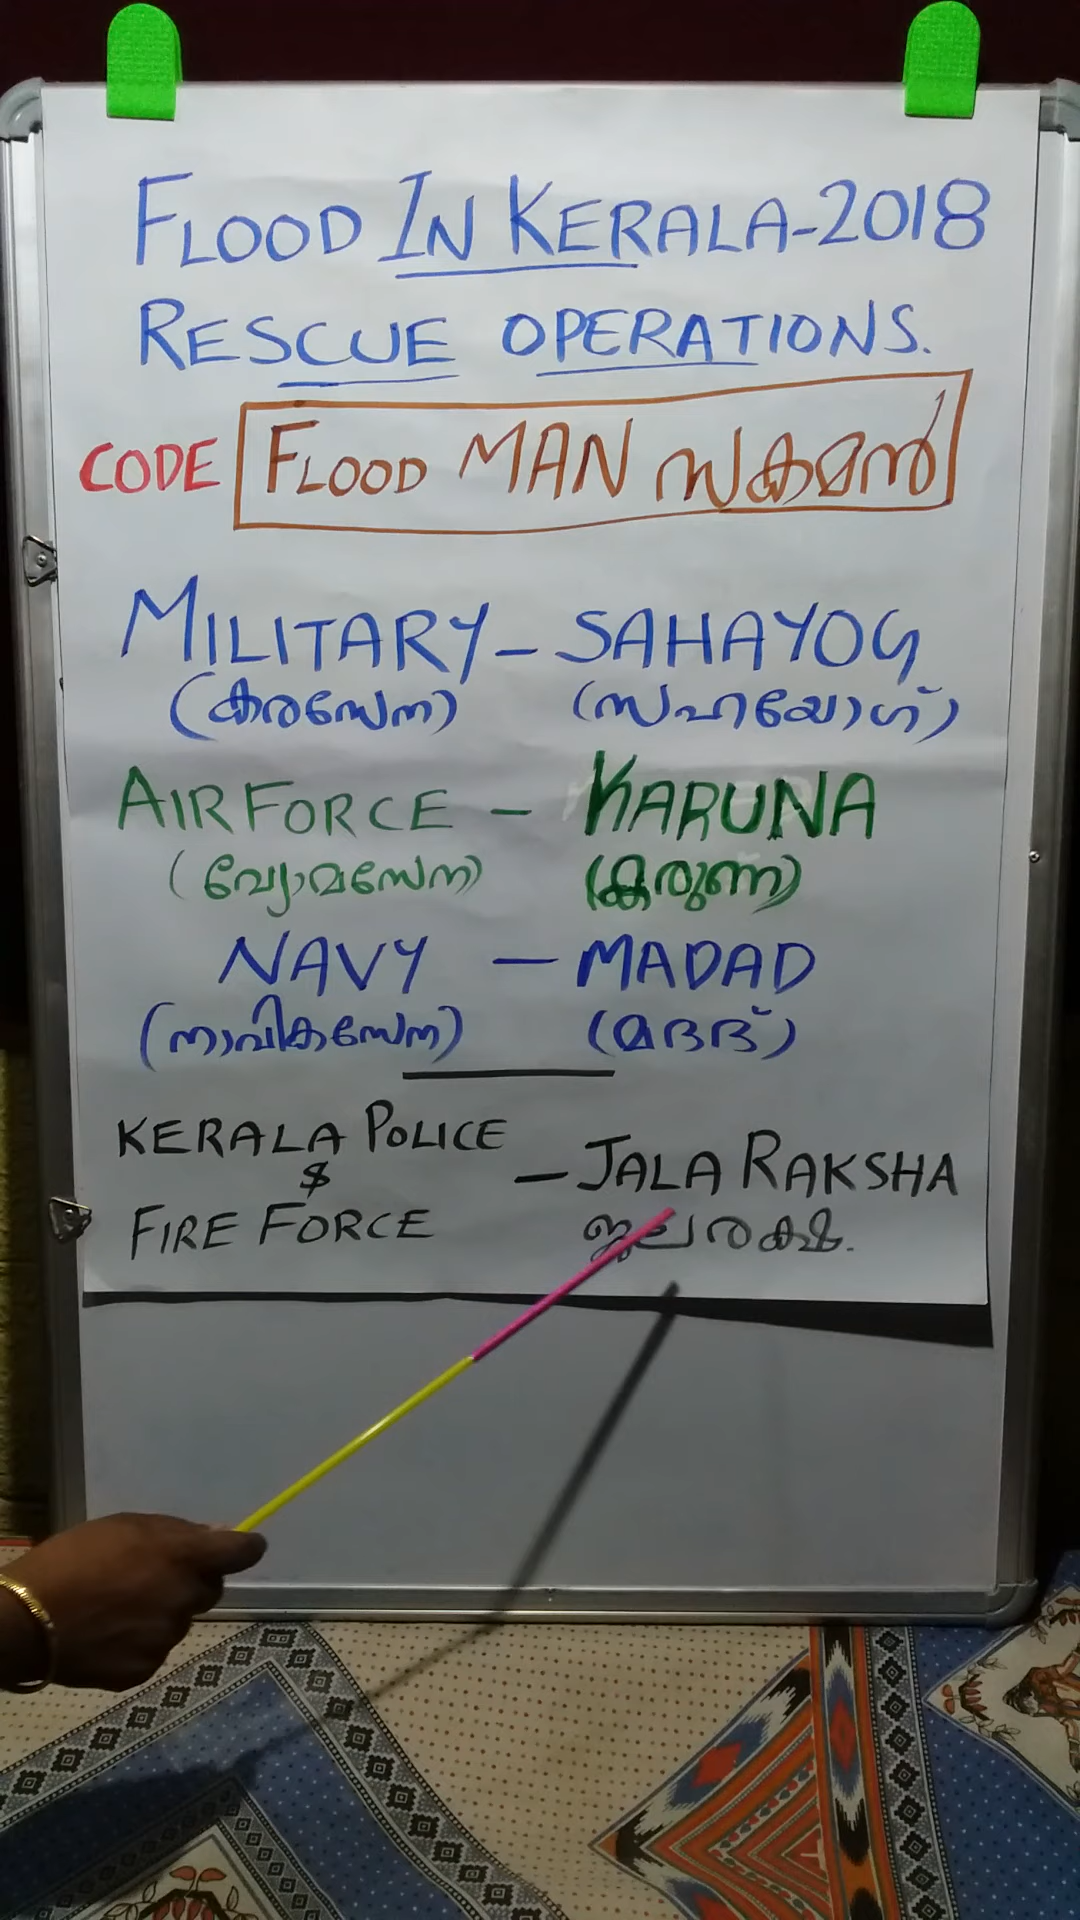 FLOOD IN KERALA-2018
RESCUE OPERATIONS.
CODE FLOOD MAN സകമൻ
MILITARY - SAHAYOG
(കരസേന) (സഹയോഗ്)
AIR FORCE - KARUNA
(വ്യോമസേന) (കരുണ)
NAVY - MADAD
(നാവികസേന) (മദദ്)
KERALA POLICE
&
FIRE FORCE
- JALA RAKSHA
ജലരക്ഷ.